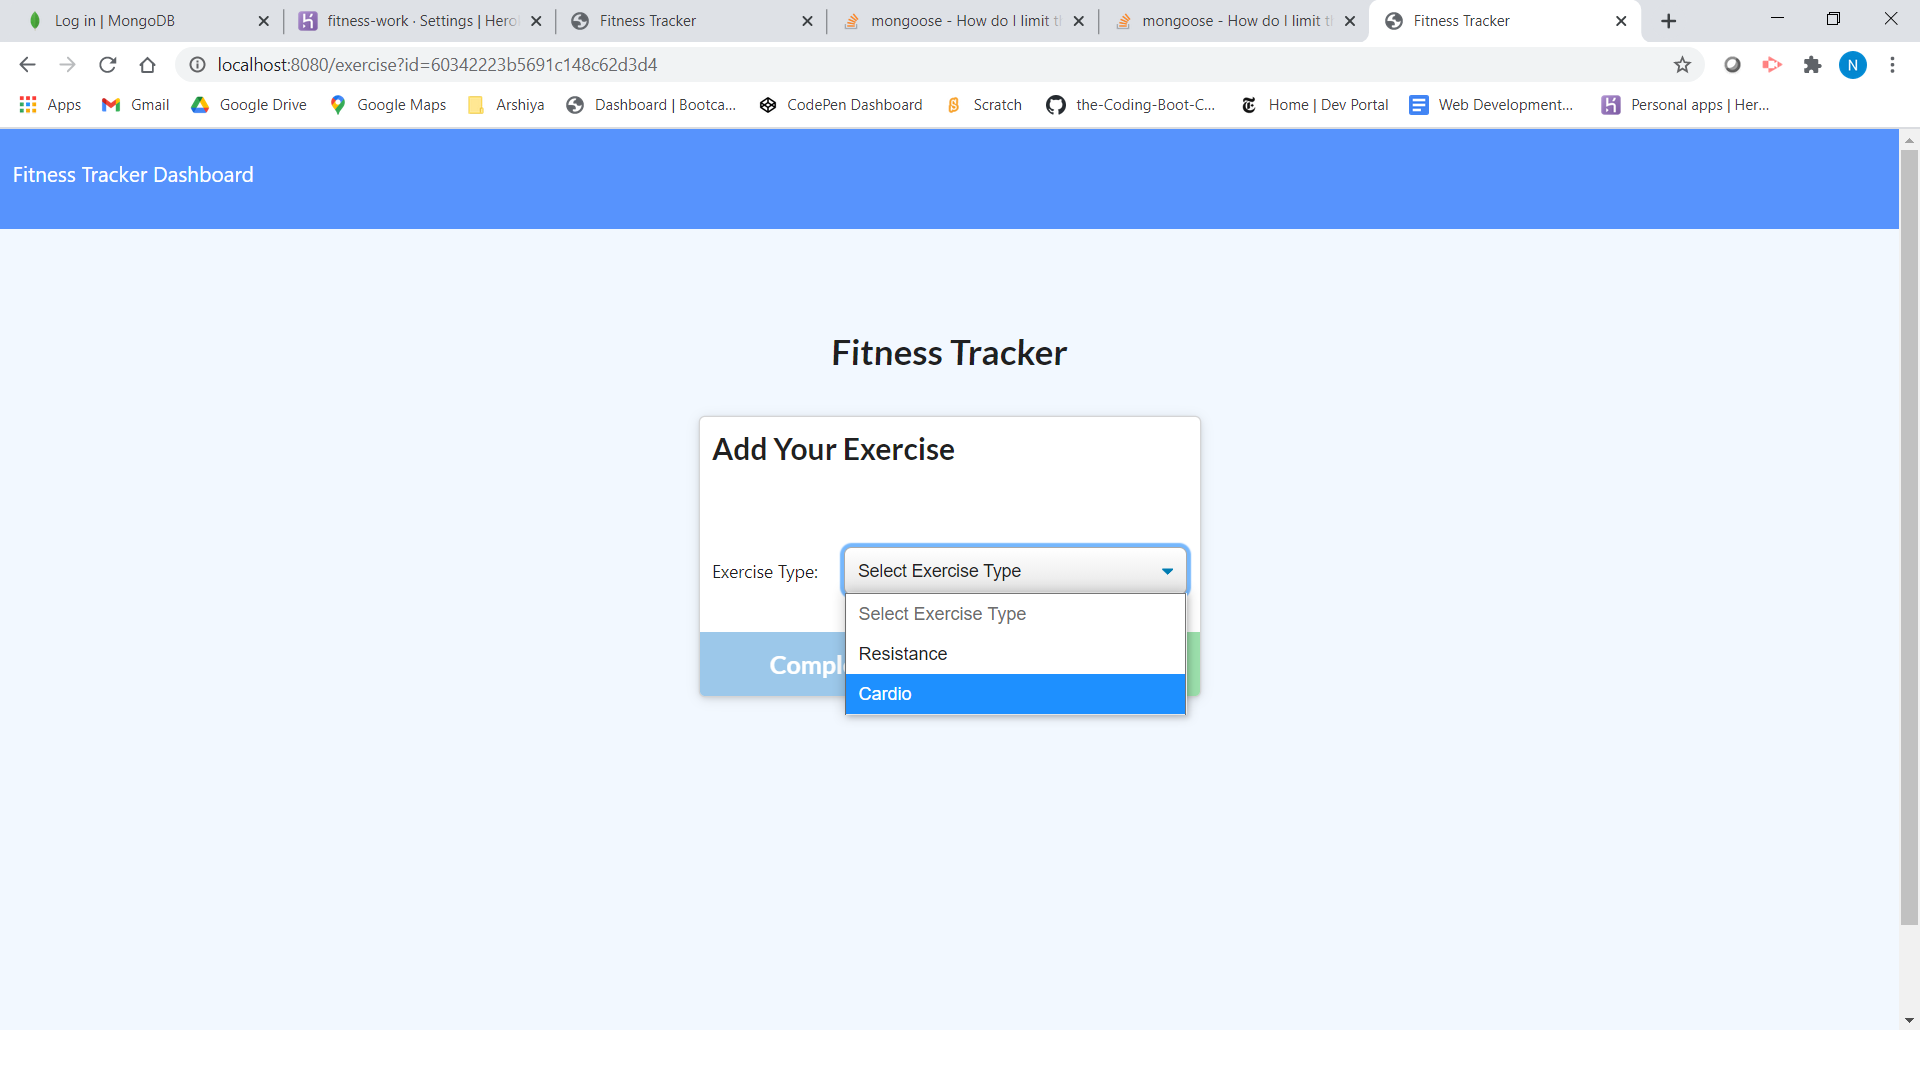 Log in | MongoDB
fitness-work · Settings | Hero
Fitness Tracker
mongoose - How do I limit t
mongoose - How do I limit t
Fitness Tracker
localhost:8080/exercise?id=60342223b5691c148c62d3d4
N
Apps
Gmail
Google Drive
Google Maps
Arshiya
Dashboard | Bootca...
CodePen Dashboard
Scratch
the-Coding-Boot-C...
Home | Dev Portal
Web Development...
Personal apps | Her...
Fitness Tracker Dashboard
Fitness Tracker
Add Your Exercise
Exercise Type:
Select Exercise Type
Select Exercise Type
Resistance
Cardio
Compl